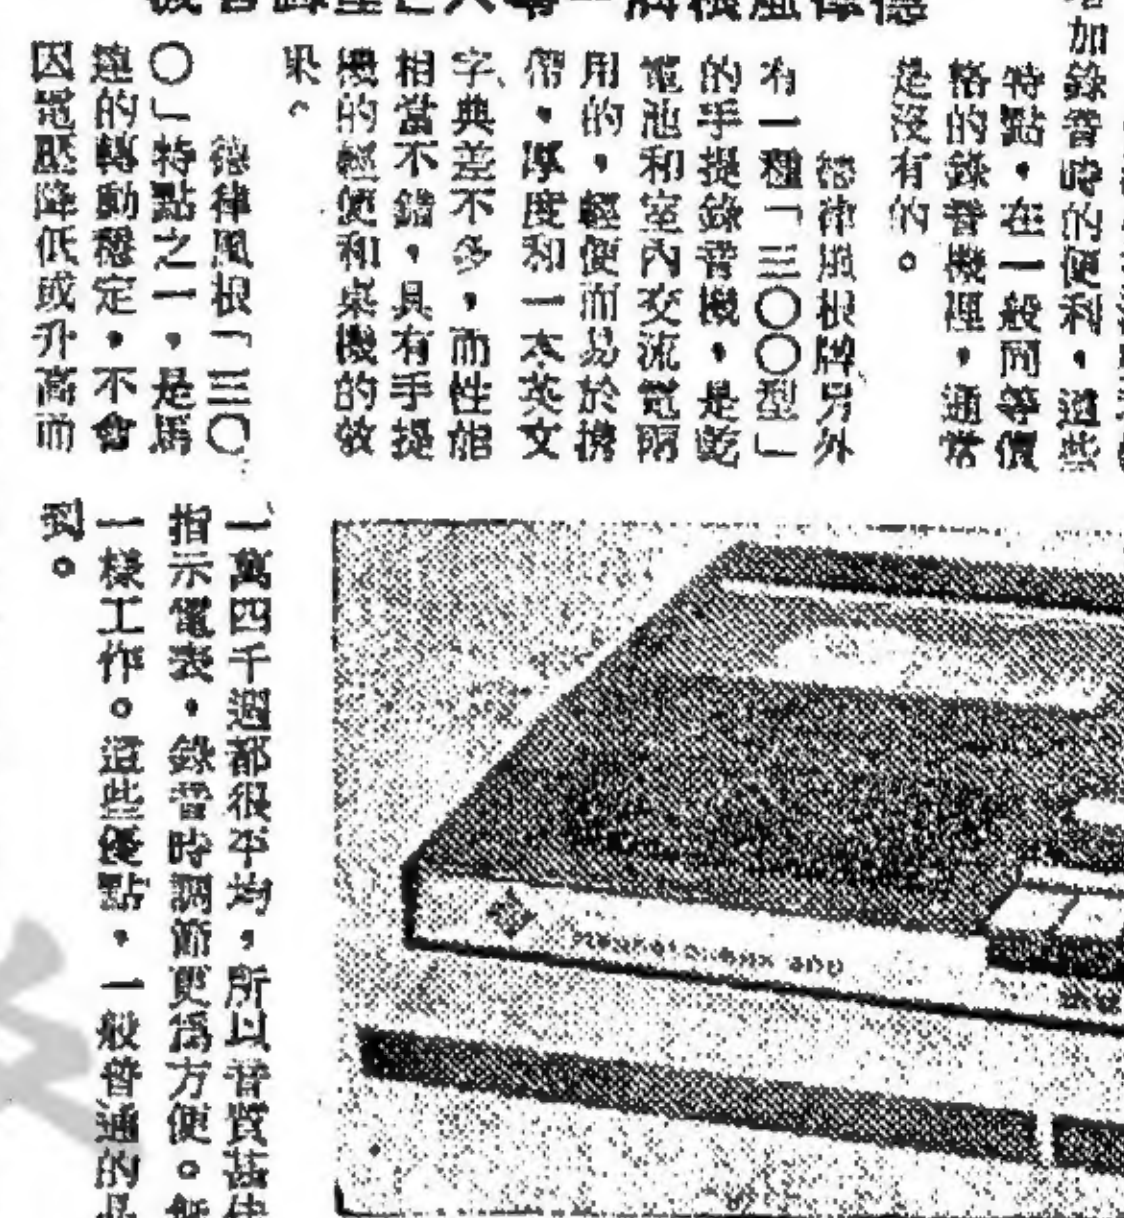 德律風根牌
增加錄音時的便利，這些
特點，在一般同等價
格的錄音機裡，通常
是沒有的。
德律風根牌另外
有一種「三〇〇型」
的手提錄音機，是乾
電池和室內交流電兩
用的，輕便而易於携
帶，厚度和一本英文
字典差不多，而性能
相當不錯，具有手提
機的輕便和桌機的效
果。
德律風根「三〇
〇」特點之一，是馬
達的轉動穩定，不會
因電壓降低或升高而
一萬四千週都很平均，所以音質甚佳
指示電表，錄音時調節更為方便。
一樣工作。這些優點，一般普通的
到。